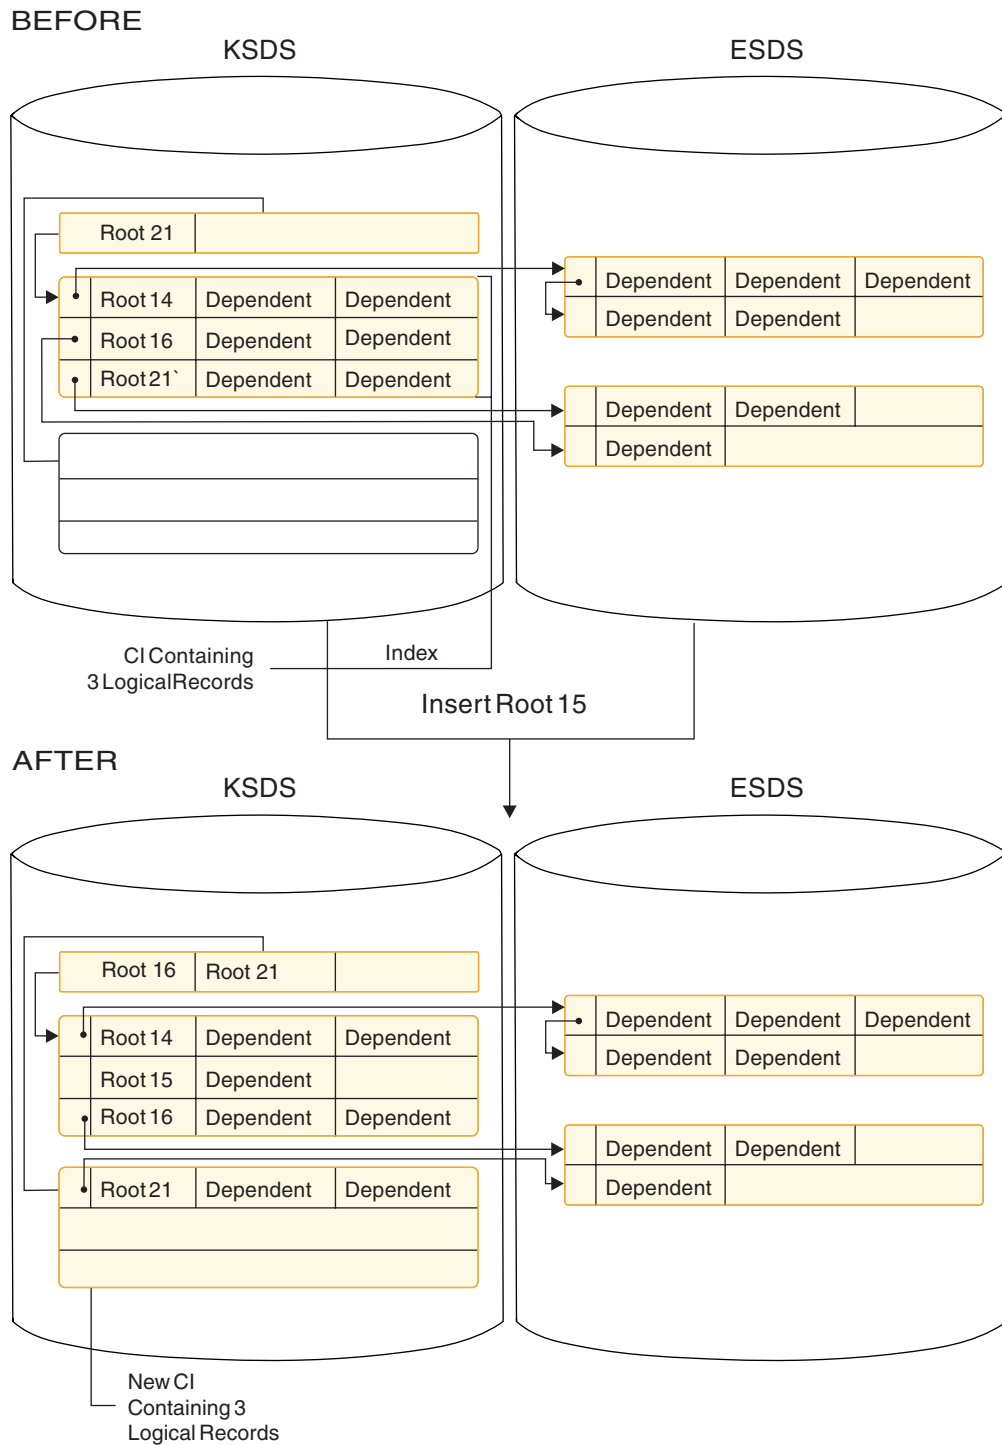 BEFORE
KSDS ESDS
Root 21
Root 14 Dependent Dependent
Root 16 Dependent Dependent
Root 21` Dependent Dependent
Dependent Dependent Dependent
Dependent Dependent
Dependent Dependent
Dependent
CI Containing
3 Logical Records
Index
Insert Root 15
AFTER
KSDS ESDS
Root 16 Root 21
Root 14 Dependent Dependent
Root 15 Dependent
Root 16 Dependent Dependent
Root 21 Dependent Dependent
Dependent Dependent Dependent
Dependent Dependent
Dependent Dependent
Dependent
New CI
Containing 3
Logical Records